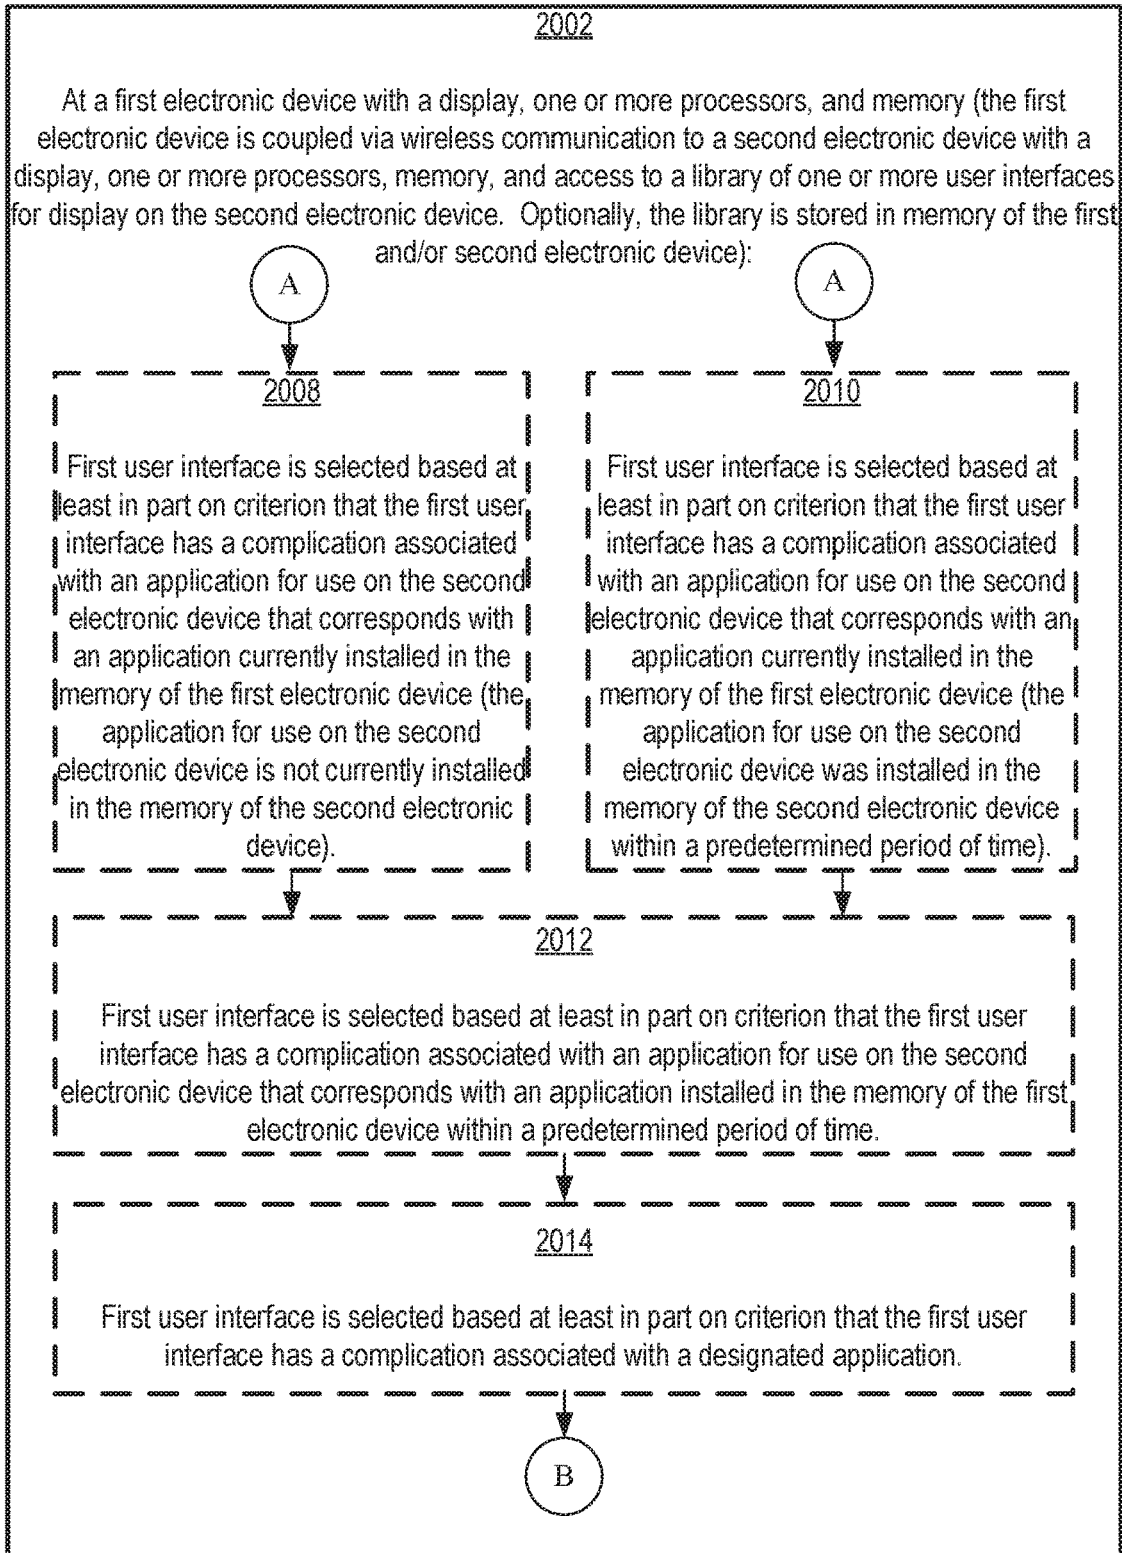 2002
At a first electronic device with a display, one or more processors, and memory (the first
electronic device is coupled via wireless communication to a second electronic device with a
display, one or more processors, memory, and access to a library of one or more user interfaces
for display on the second electronic device. Optionally, the library is stored in memory of the first
and/or second electronic device):
A
A
2008
First user interface is selected based at
least in part on criterion that the first user
interface has a complication associated
with an application for use on the second
electronic device that corresponds with
an application currently installed in the
memory of the first electronic device (the
application for use on the second
electronic device is not currently installed
in the memory of the second electronic
device).
2010
First user interface is selected based at
least in part on criterion that the first user
interface has a complication associated
with an application for use on the second
electronic device that corresponds with an
application currently installed in the
memory of the first electronic device (the
application for use on the second
electronic device was installed in the
memory of the second electronic device
within a predetermined period of time).
2012
First user interface is selected based at least in part on criterion that the first user
interface has a complication associated with an application for use on the second
electronic device that corresponds with an application installed in the memory of the first
electronic device within a predetermined period of time.
2014
First user interface is selected based at least in part on criterion that the first user
interface has a complication associated with a designated application.
B